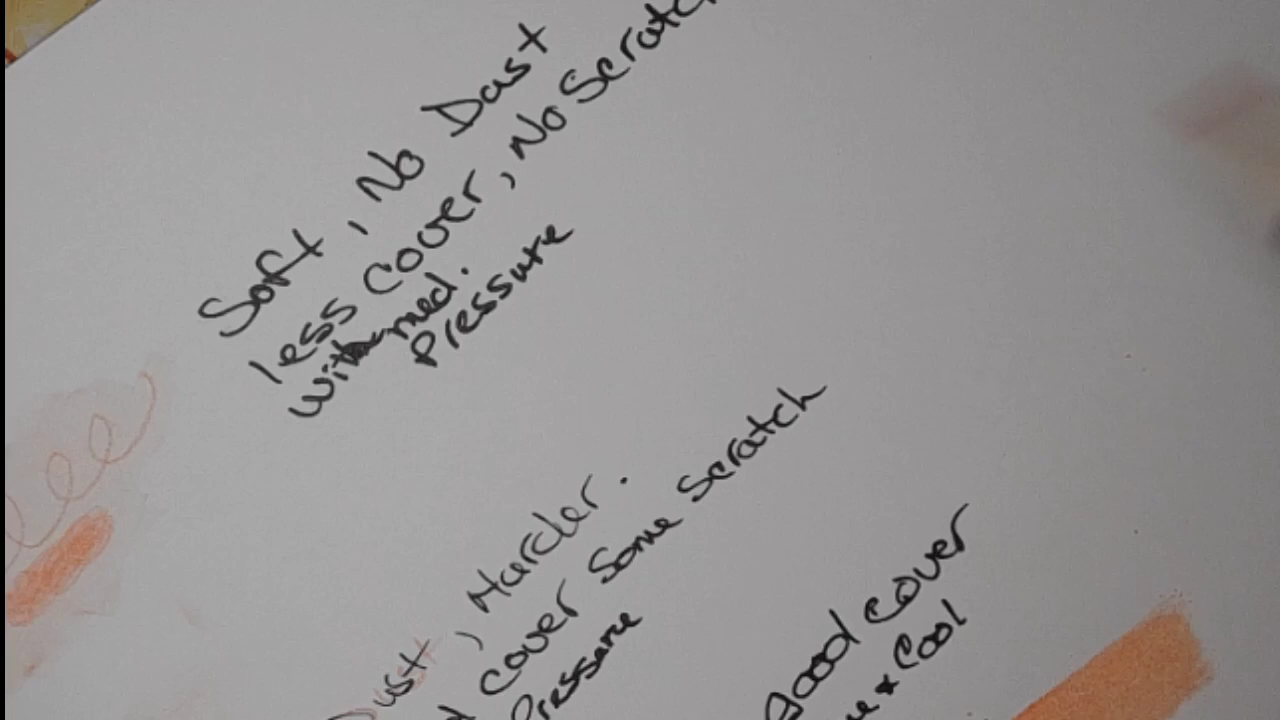 Soft, No Dust
less Cover, No Scratch
with med.
Pressure
Dust, Harder.
cover Some Scratch
Pressure
good cover
& Cool